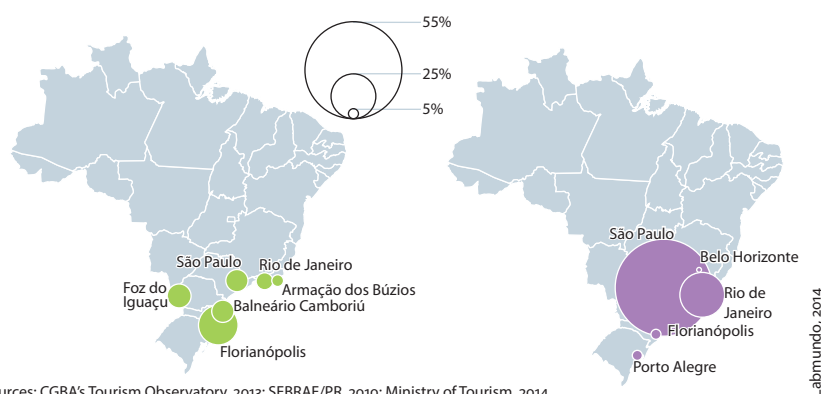 55%
25%
5%
São Paulo
Rio de Janeiro
Foz do
Iguaçu
Armação dos Búzios
Balneário Camboriú
Florianópolis
São Paulo
Belo Horizonte
Rio de
Janeiro
Florianópolis
Porto Alegre
abmundo, 2014
urces: CGBA's Tourism Observatory, 2013; SEBRAE/PR, 2010; Ministry of Tourism, 2014